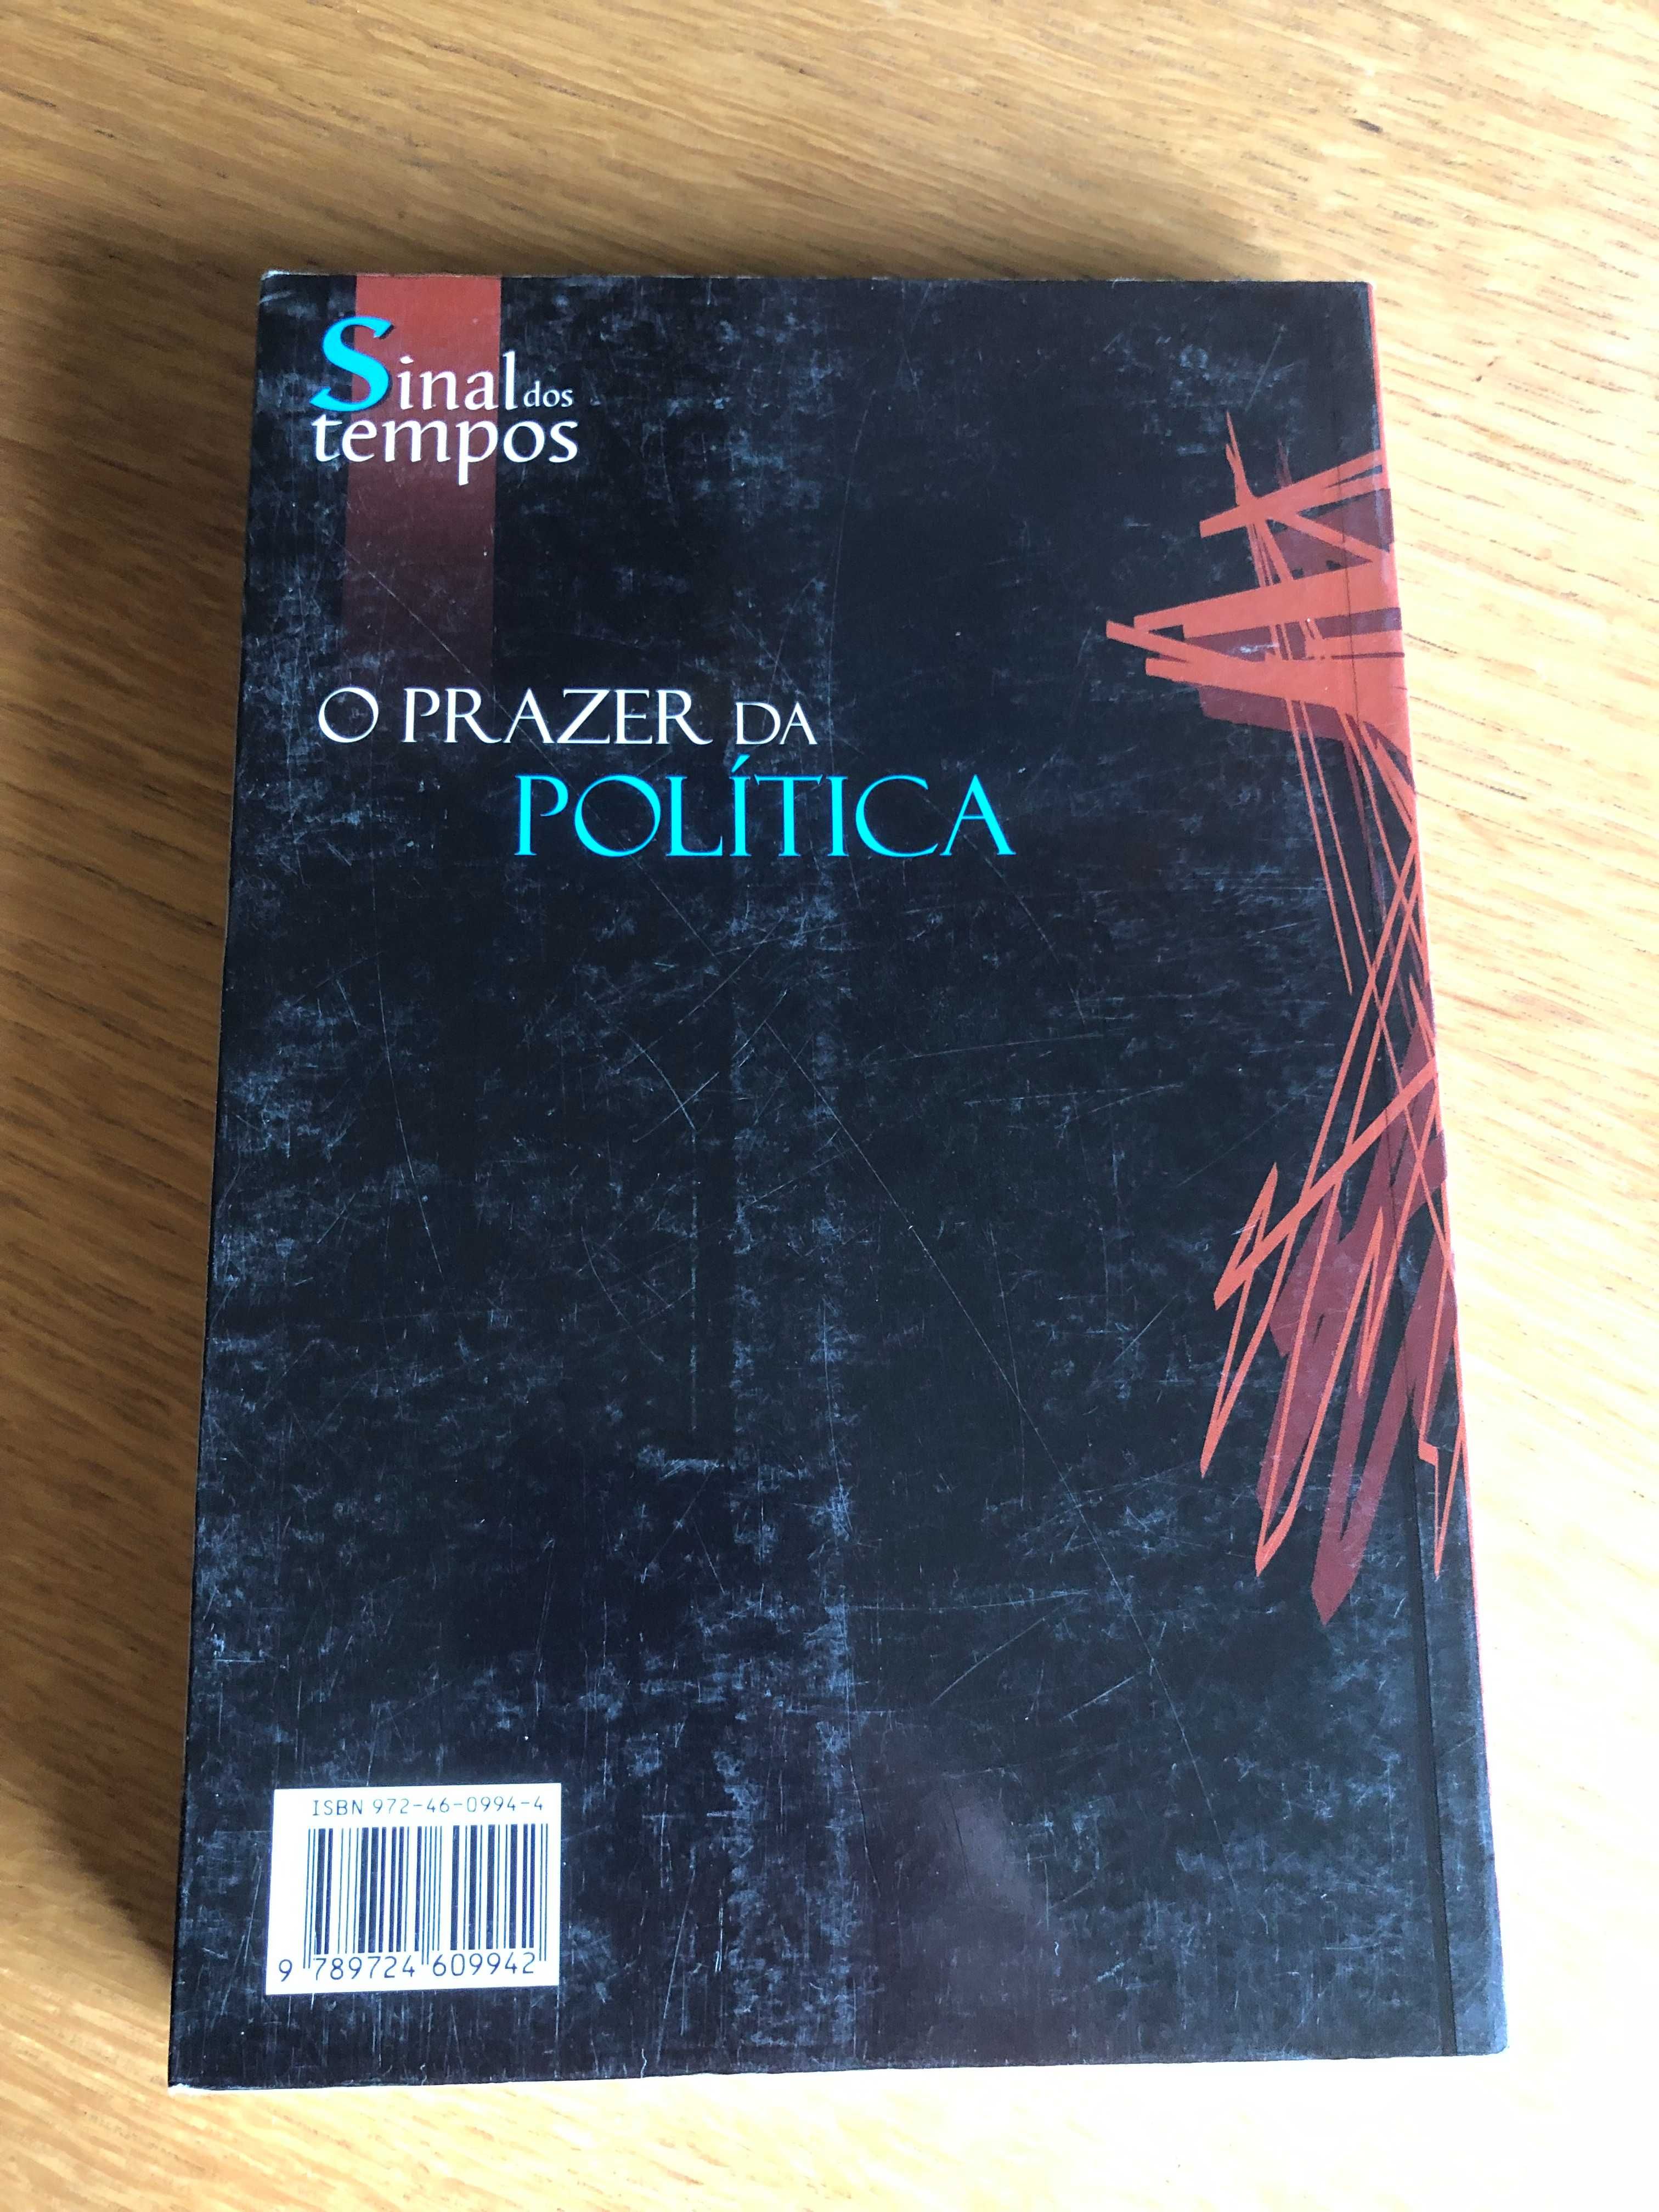 Sinal dos
tempos
O PRAZER DA
POLÍTICA
ISBN 972-46-0994-4
9 789724 609942